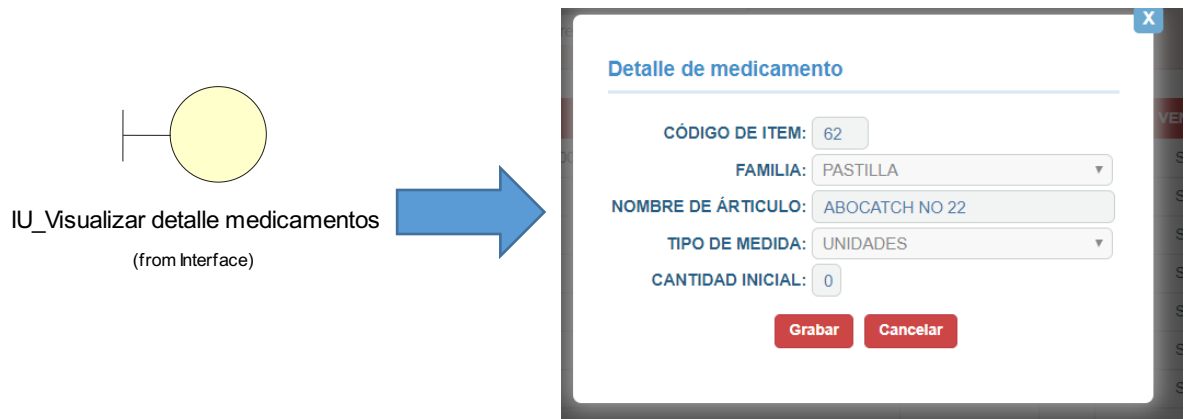 IU_Visualizar detalle medicamentos
(from Interface)
X
Detalle de medicamento
CÓDIGO DE ITEM: 62
FAMILIA: PASTILLA
NOMBRE DE ÁRTICULO: ABOCATCH NO 22
TIPO DE MEDIDA: UNIDADES
CANTIDAD INICIAL: 0
Grabar Cancelar